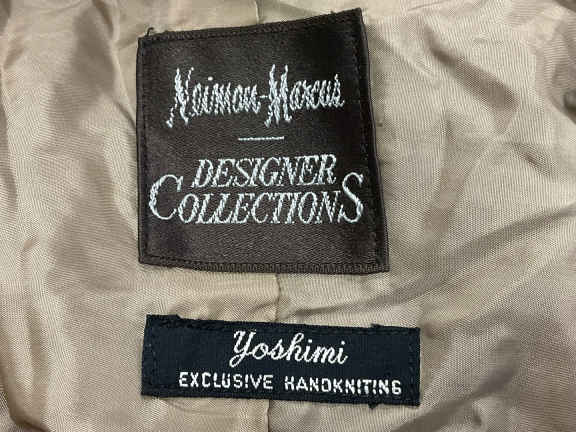 Neiman-Marcus
DESIGNER
COLLECTIONS
Yoshimi
EXCLUSIVE HANDKNITING